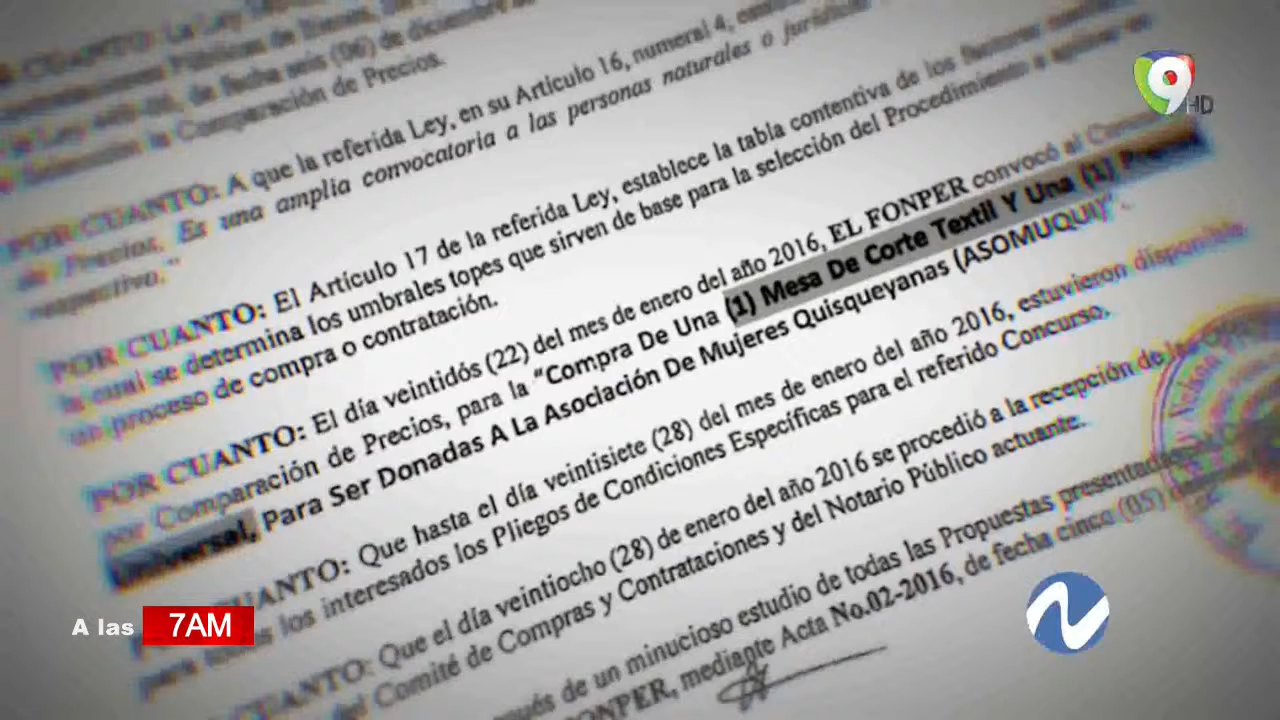 CUANTO: La Ley
de fecha seis (06) de diciembre
la Comparación de Precios.
POR CUANTO: A que la referida Ley, en su Artículo 16, numeral 4,
de Precios. Es una amplia convocatoria a las personas naturales o jurídicas
respectivo."
POR CUANTO: El Artículo 17 de la referida Ley, establece la tabla contentiva de los factores
la cual se determina los umbrales topes que sirven de base para la selección del Procedimiento a
un proceso de compra o contratación.
POR CUANTO: El día veintidós (22) del mes de enero del año 2016, EL FONPER convocó al
por Comparación de Precios, para la "Compra De Una (1) Mesa De Corte Textil Y Una (1)
Universal, Para Ser Donadas A La Asociación De Mujeres Quisqueyanas (ASOMUQUI)".
CUANTO: Que hasta el día veintisiete (28) del mes de enero del año 2016, estuvieron disponible
para los interesados los Pliegos de Condiciones Específicas para el referido Concurso.
CUANTO: Que el día veintiocho (28) de enero del año 2016 se procedió a la recepción de las
del Comité de Compras y Contrataciones y del Notario Público actuante.
de un minucioso estudio de todas las Propuestas presentadas
FONPER, mediante Acta No.02-2016, de fecha cinco (05)
9 HD
A las 7AM